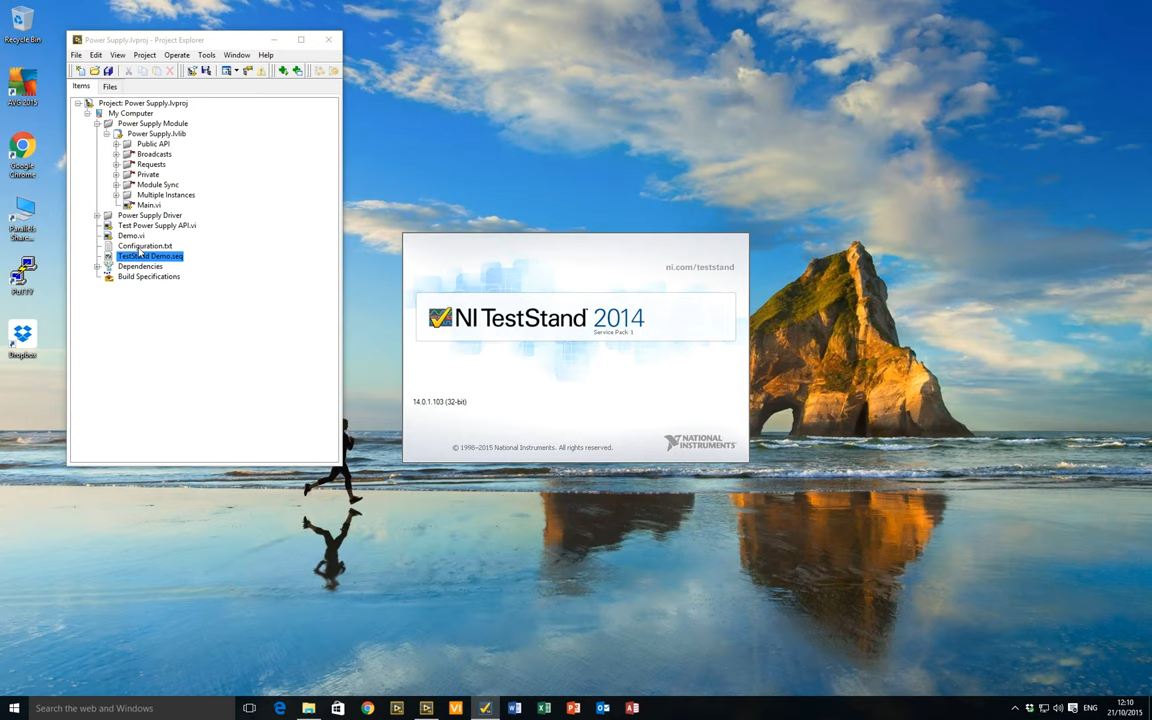 Recycle Bin
AVG 2015
Google
Chrome
Parallels
Share...
PuTTY
Dropbox
Power Supply.lvproj - Project Explorer
File Edit View Project Operate Tools Window Help
Items Files
Project: Power Supply.lvproj
My Computer
Power Supply Module
Power Supply.lvlib
Public API
Broadcasts
Requests
Private
Module Sync
Multiple Instances
Main.vi
Power Supply Driver
Test Power Supply API.vi
Demo.vi
Configuration.txt
TestStand Demo.seq
Dependencies
Build Specifications
ni.com/teststand
NI TestStand 2014
Service Pack 1
14.0.1.103 (32-bit)
© 1998-2015 National Instruments. All rights reserved.
NATIONAL
INSTRUMENTS
Search the web and Windows
ENG
12:10
21/10/2015